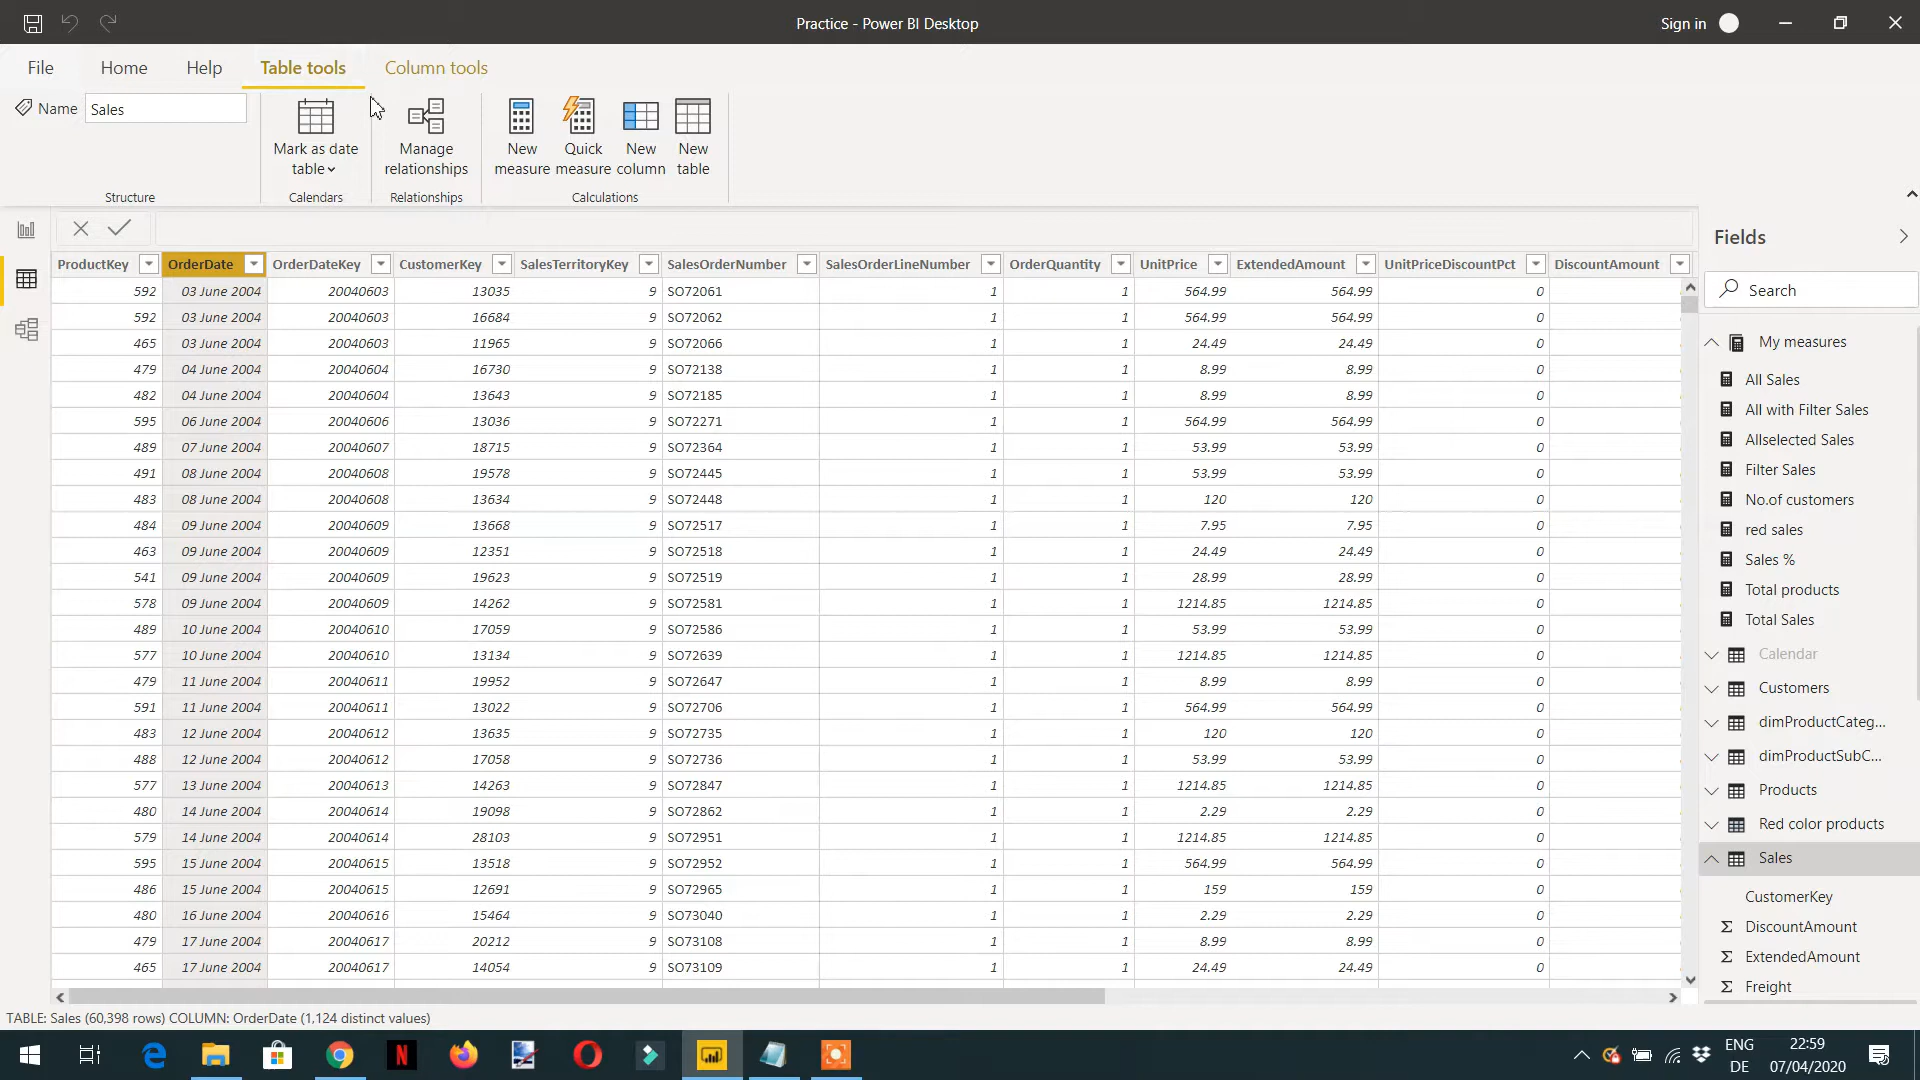 Practice - Power BI Desktop
Sign in
File Home Help Table tools Column tools
Name Sales
Mark as date table
Manage relationships
New measure
Quick measure
New column
New table
Structure Calendars Relationships Calculations
Fields
Search
ProductKey OrderDate OrderDateKey CustomerKey SalesTerritoryKey SalesOrderNumber SalesOrderLineNumber OrderQuantity UnitPrice ExtendedAmount UnitPriceDiscountPct DiscountAmount
592 03 June 2004 20040603 13035 9 SO72061 1 1 564.99 564.99 0
592 03 June 2004 20040603 16684 9 SO72062 1 1 564.99 564.99 0
465 03 June 2004 20040603 11965 9 SO72066 1 1 24.49 24.49 0
479 04 June 2004 20040604 16730 9 SO72138 1 1 8.99 8.99 0
482 04 June 2004 20040604 13643 9 SO72185 1 1 8.99 8.99 0
595 06 June 2004 20040606 13036 9 SO72271 1 1 564.99 564.99 0
489 07 June 2004 20040607 18715 9 SO72364 1 1 53.99 53.99 0
491 08 June 2004 20040608 19578 9 SO72445 1 1 53.99 53.99 0
483 08 June 2004 20040608 13634 9 SO72448 1 1 120 120 0
484 09 June 2004 20040609 13668 9 SO72517 1 1 7.95 7.95 0
463 09 June 2004 20040609 12351 9 SO72518 1 1 24.49 24.49 0
541 09 June 2004 20040609 19623 9 SO72519 1 1 28.99 28.99 0
578 09 June 2004 20040609 14262 9 SO72581 1 1 1214.85 1214.85 0
489 10 June 2004 20040610 17059 9 SO72586 1 1 53.99 53.99 0
577 10 June 2004 20040610 13134 9 SO72639 1 1 1214.85 1214.85 0
479 11 June 2004 20040611 19952 9 SO72647 1 1 8.99 8.99 0
591 11 June 2004 20040611 13022 9 SO72706 1 1 564.99 564.99 0
483 12 June 2004 20040612 13635 9 SO72735 1 1 120 120 0
488 12 June 2004 20040612 17058 9 SO72736 1 1 53.99 53.99 0
577 13 June 2004 20040613 14263 9 SO72847 1 1 1214.85 1214.85 0
480 14 June 2004 20040614 19098 9 SO72862 1 1 2.29 2.29 0
579 14 June 2004 20040614 28103 9 SO72951 1 1 1214.85 1214.85 0
595 15 June 2004 20040615 13518 9 SO72952 1 1 564.99 564.99 0
486 15 June 2004 20040615 12691 9 SO72965 1 1 159 159 0
480 16 June 2004 20040616 15464 9 SO73040 1 1 2.29 2.29 0
479 17 June 2004 20040617 20212 9 SO73108 1 1 8.99 8.99 0
465 17 June 2004 20040617 14054 9 SO73109 1 1 24.49 24.49 0
My measures
All Sales
All with Filter Sales
Allselected Sales
Filter Sales
No.of customers
red sales
Sales %
Total products
Total Sales
Calendar
Customers
dimProductCateg...
dimProductSubC...
Products
Red color products
Sales
CustomerKey
Σ DiscountAmount
Σ ExtendedAmount
Σ Freight
TABLE: Sales (60,398 rows) COLUMN: OrderDate (1,124 distinct values)
ENG
DE
22:59
07/04/2020